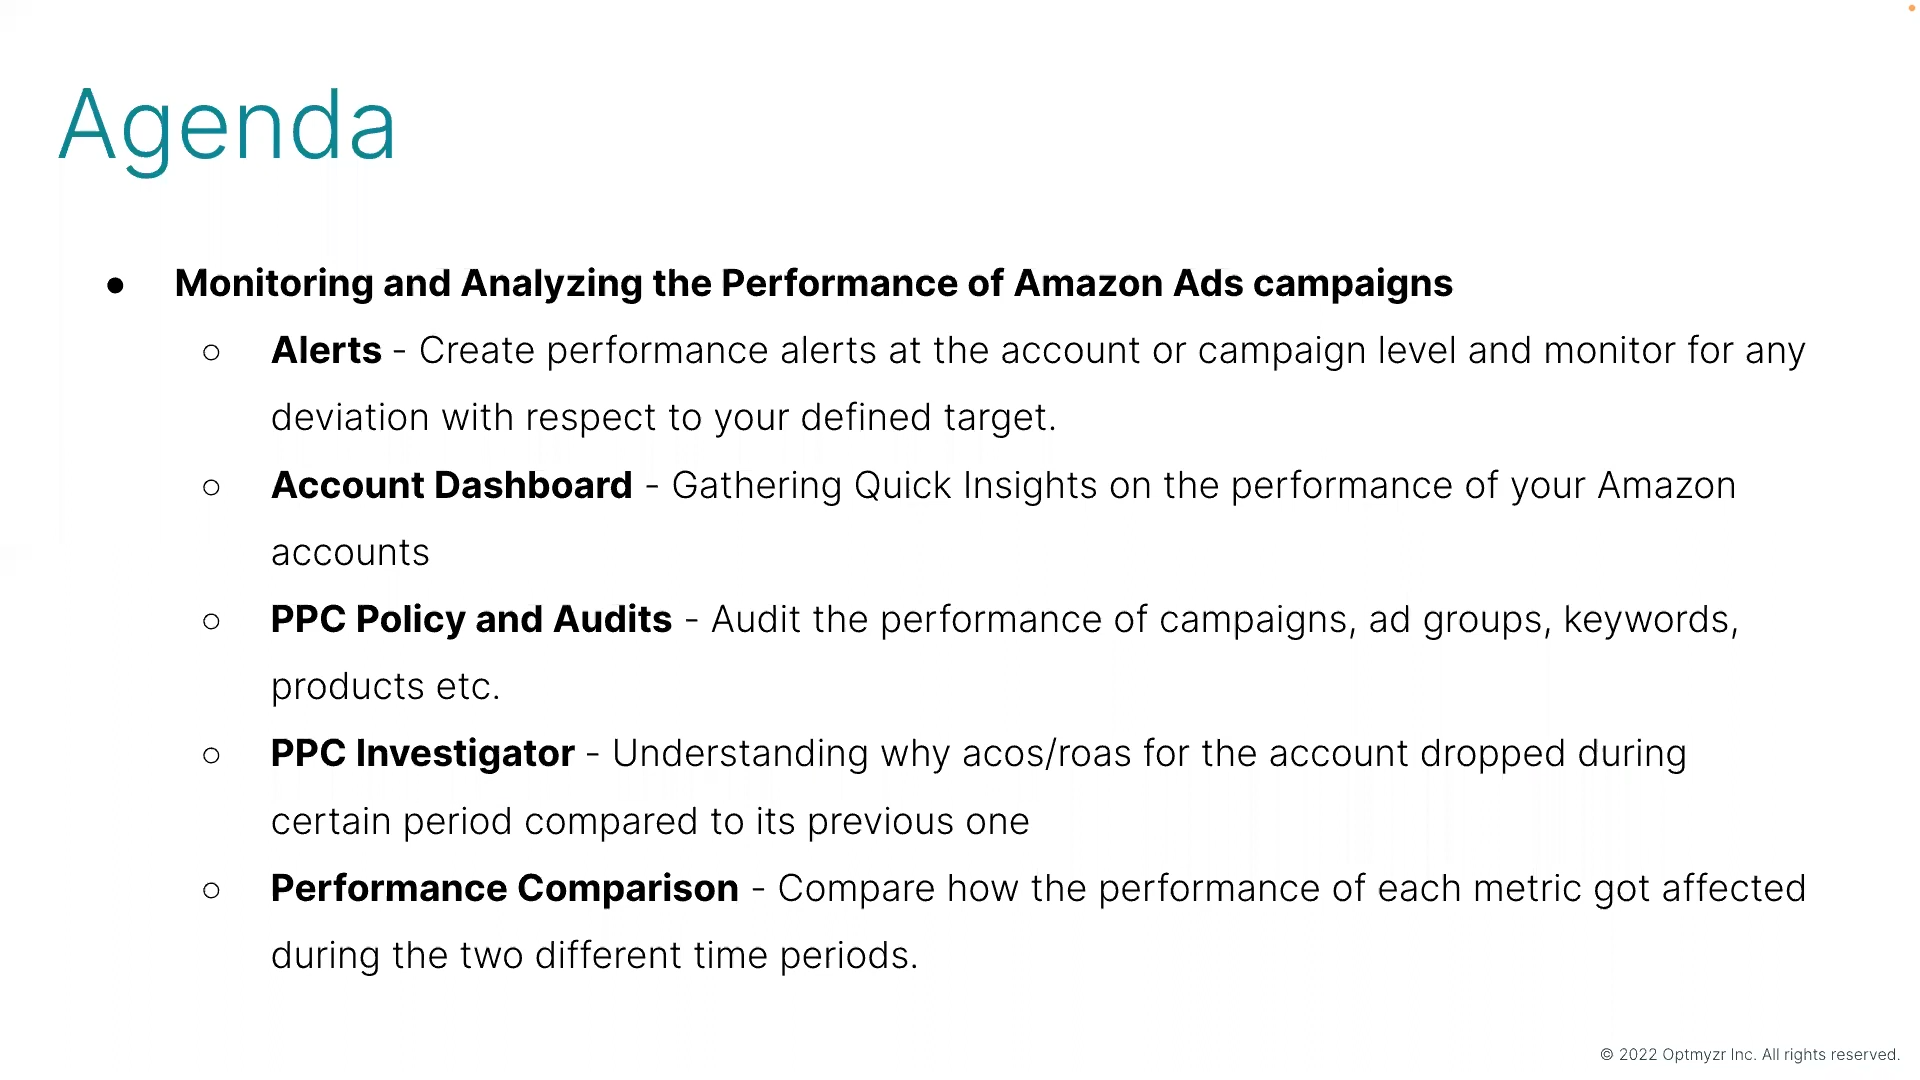 Agenda
● Monitoring and Analyzing the Performance of Amazon Ads campaigns
○ Alerts - Create performance alerts at the account or campaign level and monitor for any
deviation with respect to your defined target.
○ Account Dashboard - Gathering Quick Insights on the performance of your Amazon
accounts
○ PPC Policy and Audits - Audit the performance of campaigns, ad groups, keywords,
products etc.
○ PPC Investigator - Understanding why acos/roas for the account dropped during
certain period compared to its previous one
○ Performance Comparison - Compare how the performance of each metric got affected
during the two different time periods.
© 2022 Optmyzr Inc. All rights reserved.